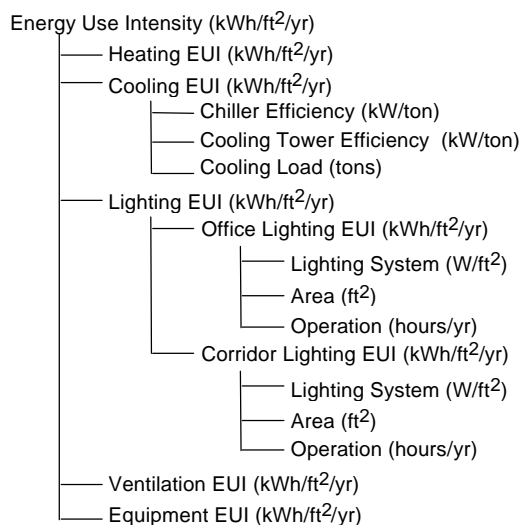 Energy Use Intensity (kWh/ft²/yr)
Heating EUI (kWh/ft²/yr)
Cooling EUI (kWh/ft²/yr)
Chiller Efficiency (kW/ton)
Cooling Tower Efficiency (kW/ton)
Cooling Load (tons)
Lighting EUI (kWh/ft²/yr)
Office Lighting EUI (kWh/ft²/yr)
Lighting System (W/ft²)
Area (ft²)
Operation (hours/yr)
Corridor Lighting EUI (kWh/ft²/yr)
Lighting System (W/ft²)
Area (ft²)
Operation (hours/yr)
Ventilation EUI (kWh/ft²/yr)
Equipment EUI (kWh/ft²/yr)